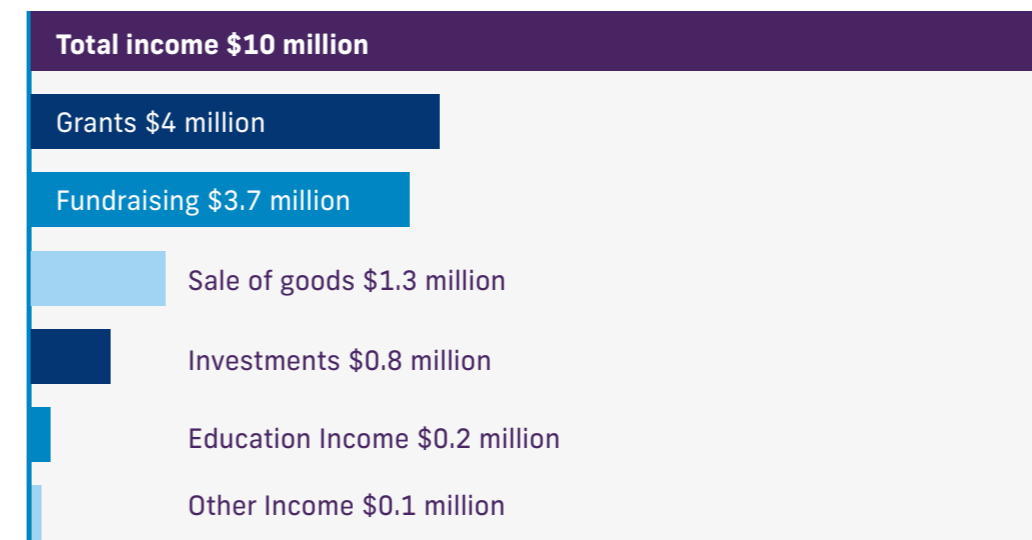 Total income $10 million
Grants $4 million
Fundraising $3.7 million
Sale of goods $1.3 million
Investments $0.8 million
Education Income $0.2 million
Other Income $0.1 million